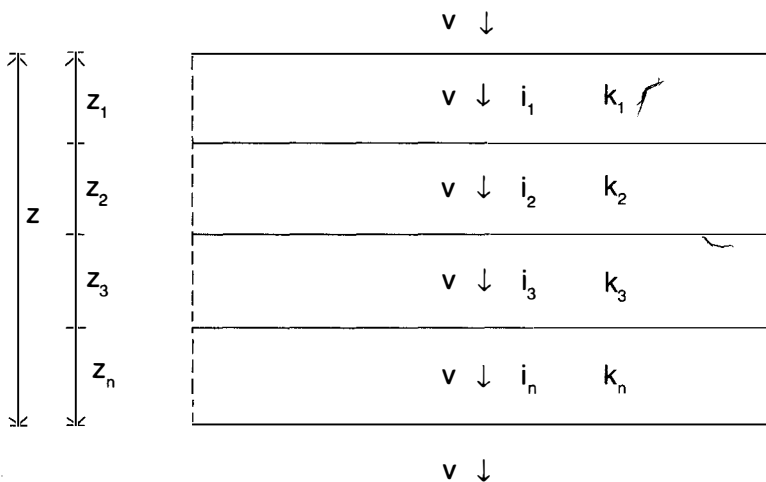 v ↓
z₁ v ↓ i₁ k₁
z₂ v ↓ i₂ k₂
z
z₃ v ↓ i₃ k₃
zₙ v ↓ iₙ kₙ
v ↓